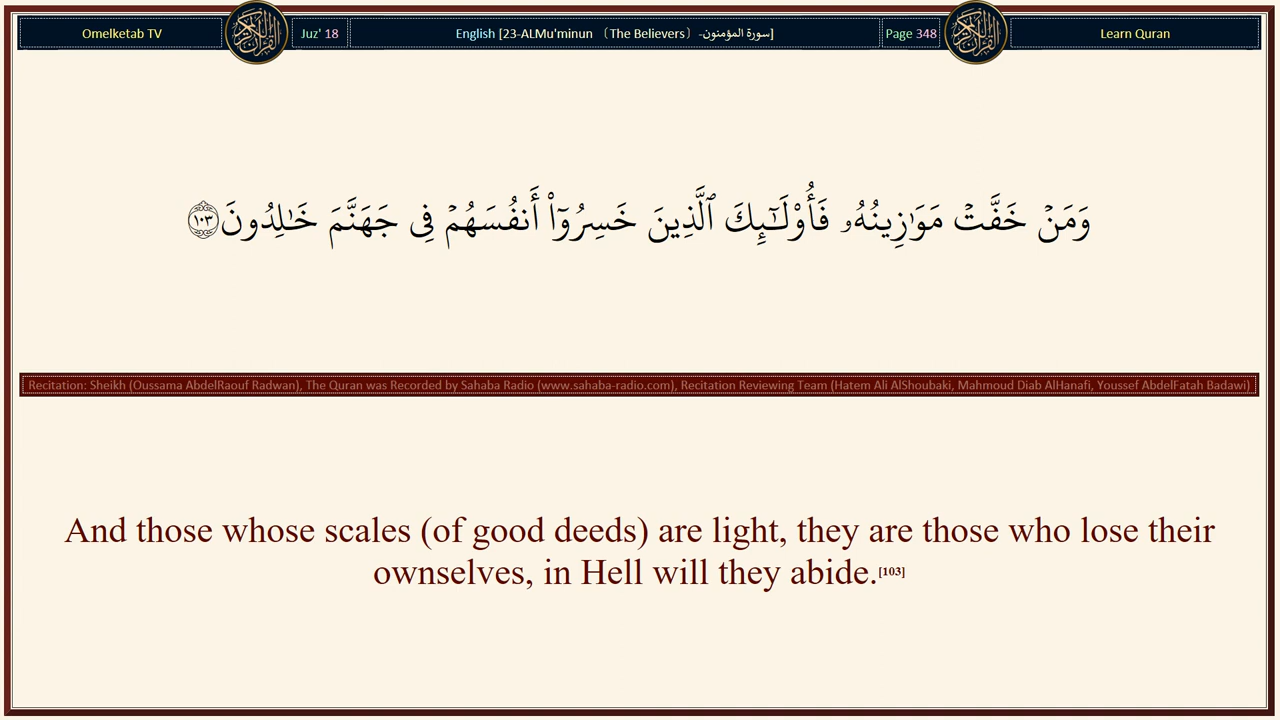 Omelketab TV
Juz' 18
English [23-ALMu'minun （The Believers） -سورة المؤمنون]
Page 348
Learn Quran
وَمَنۡ خَفَّتۡ مَوَٰزِينُهُۥ فَأُوْلَٰٓئِكَ ٱلَّذِينَ خَسِرُوٓاْ أَنفُسَهُمۡ فِي جَهَنَّمَ خَٰلِدُونَ ١٠٣
Recitation: Sheikh (Oussama AbdelRaouf Radwan), The Quran was Recorded by Sahaba Radio (www.sahaba-radio.com), Recitation Reviewing Team (Hatem Ali AlShoubaki, Mahmoud Diab AlHanafi, Youssef AbdelFatah Badawi)
And those whose scales (of good deeds) are light, they are those who lose their
ownselves, in Hell will they abide.[103]